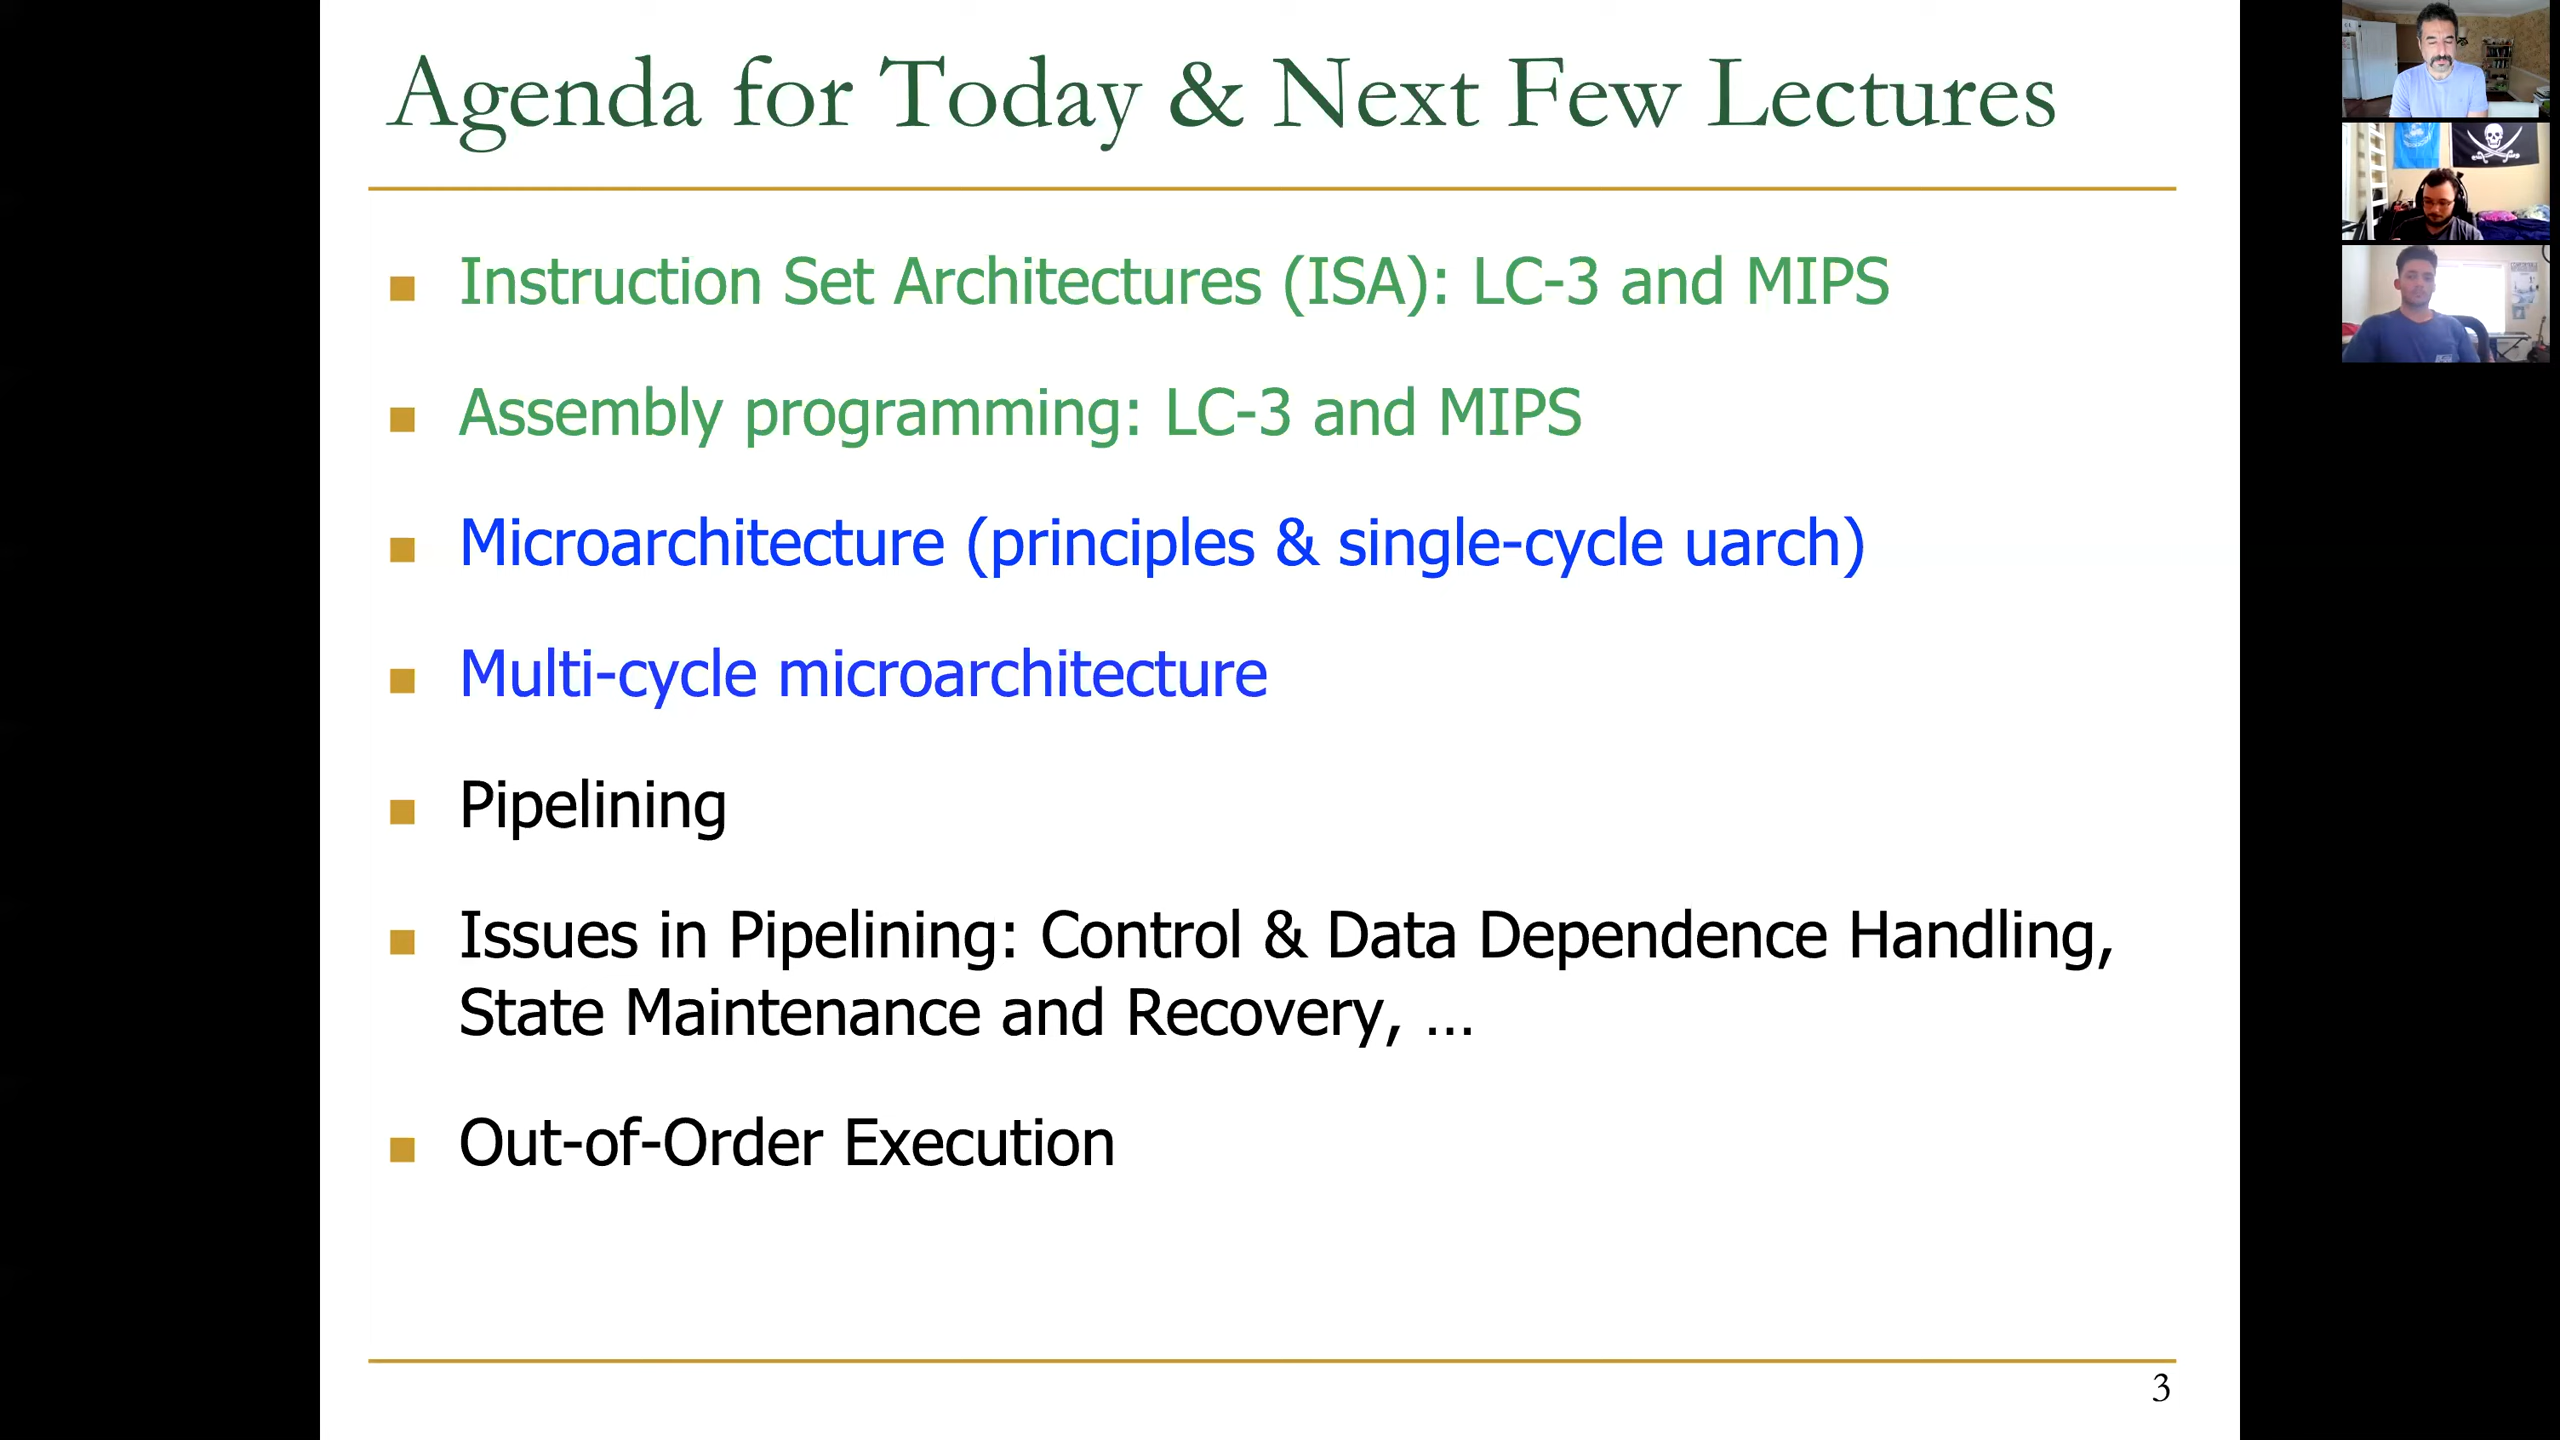 Agenda for Today & Next Few Lectures
Instruction Set Architectures (ISA): LC-3 and MIPS
Assembly programming: LC-3 and MIPS
Microarchitecture (principles & single-cycle uarch)
Multi-cycle microarchitecture
Pipelining
Issues in Pipelining: Control & Data Dependence Handling,
State Maintenance and Recovery, …
Out-of-Order Execution
3